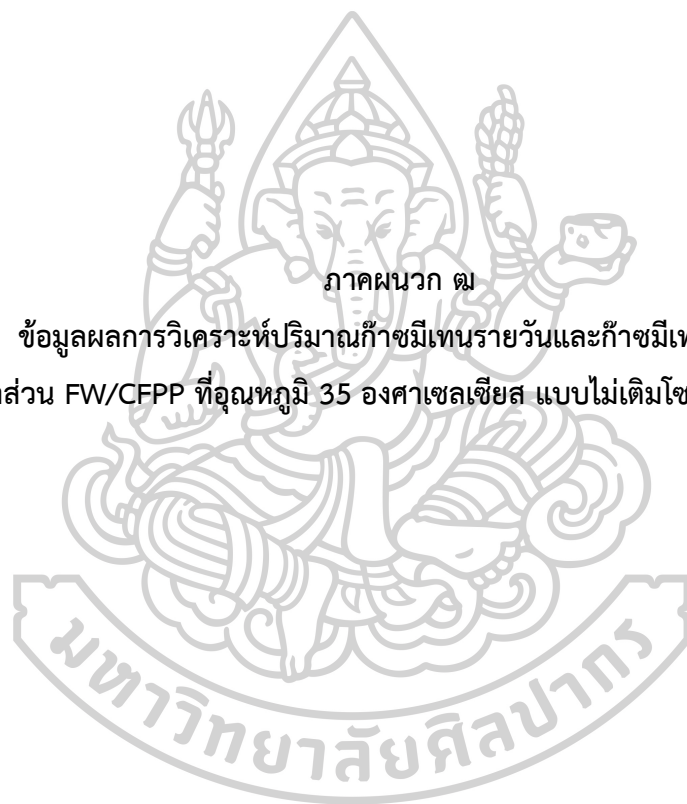 ภาคผนวก ฒ
ข้อมูลผลการวิเคราะห์ปริมาณก๊าซมีเทนรายวันและก๊าซมีเท
ส่วน FW/CFPP ที่อุณหภูมิ 35 องศาเซลเซียส แบบไม่เติมโซ
มหาวิทยาลัยศิลปากร